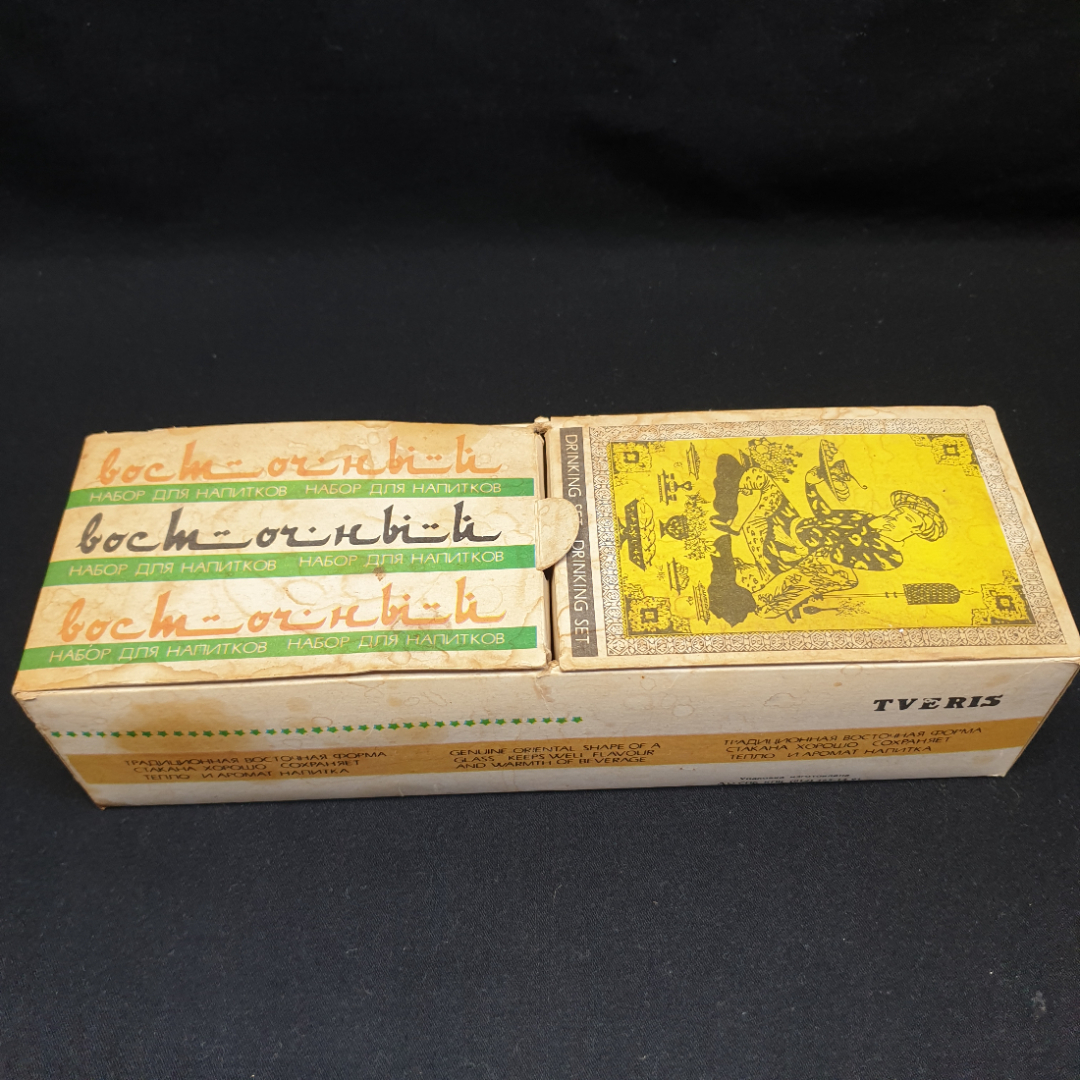 восточный
НАБОР ДЛЯ НАПИТКОВ НАБОР ДЛЯ НАПИТКОВ
восточный
НАБОР ДЛЯ НАПИТКОВ НАБОР ДЛЯ НАПИТКОВ
восточный
НАБОР ДЛЯ НАПИТКОВ НАБОР ДЛЯ НАПИТКОВ
DRINKING SET DRINKING SET
TVERIS
ТРАДИЦИОННАЯ ВОСТОЧНАЯ ФОРМА
СТАКАНА ХОРОШО СОХРАНЯЕТ
ТЕПЛО И АРОМАТ НАПИТКА
GENUINE ORIENTAL SHAPE OF A
GLASS KEEPS WELL FLAVOUR
AND WARMTH OF BEVERAGE
ТРАДИЦИОННАЯ ВОСТОЧНАЯ ФОРМА
СТАКАНА ХОРОШО СОХРАНЯЕТ
ТЕПЛО И АРОМАТ НАПИТКА
Упаковка изготовлена